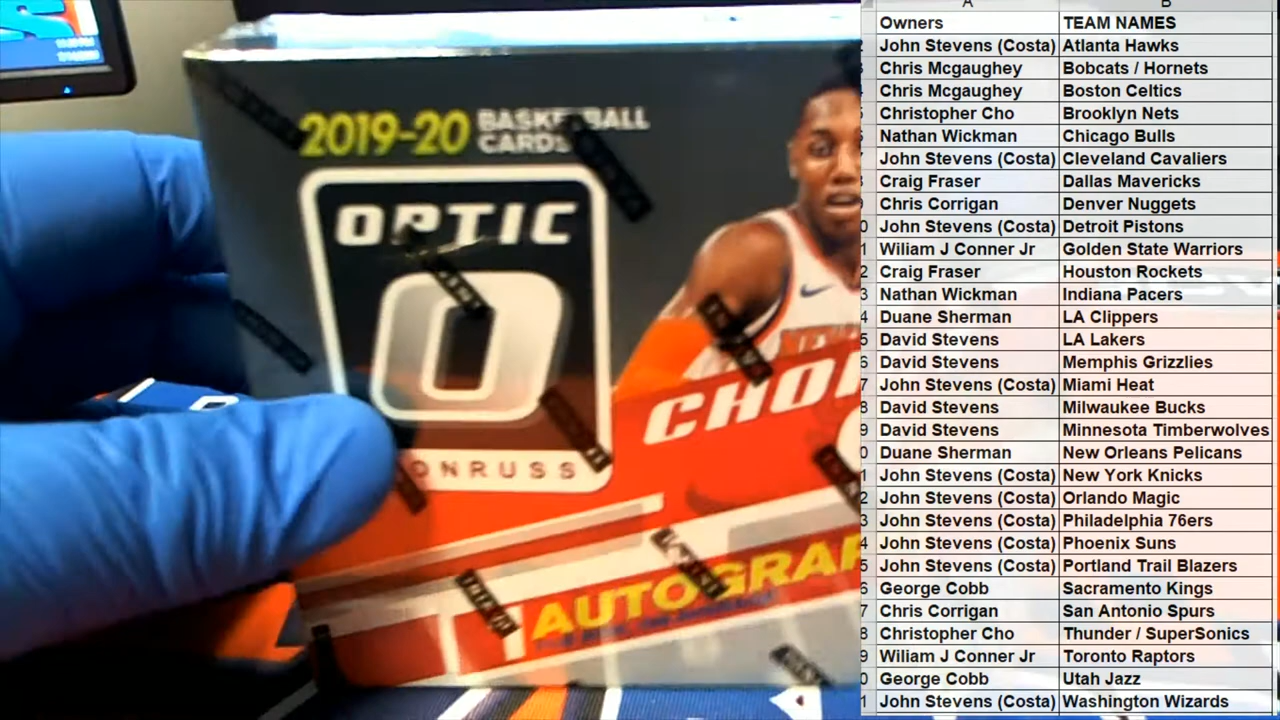 2019-20 BASKETBALL
CARDS
OPTIC
ONRUSS
AUTOGRA
A B
Owners TEAM NAMES
John Stevens (Costa) Atlanta Hawks
Chris Mcgaughey Bobcats / Hornets
Chris Mcgaughey Boston Celtics
Christopher Cho Brooklyn Nets
Nathan Wickman Chicago Bulls
John Stevens (Costa) Cleveland Cavaliers
Craig Fraser Dallas Mavericks
Chris Corrigan Denver Nuggets
John Stevens (Costa) Detroit Pistons
Wiliam J Conner Jr Golden State Warriors
Craig Fraser Houston Rockets
Nathan Wickman Indiana Pacers
Duane Sherman LA Clippers
David Stevens LA Lakers
David Stevens Memphis Grizzlies
John Stevens (Costa) Miami Heat
David Stevens Milwaukee Bucks
David Stevens Minnesota Timberwolves
Duane Sherman New Orleans Pelicans
John Stevens (Costa) New York Knicks
John Stevens (Costa) Orlando Magic
John Stevens (Costa) Philadelphia 76ers
John Stevens (Costa) Phoenix Suns
John Stevens (Costa) Portland Trail Blazers
George Cobb Sacramento Kings
Chris Corrigan San Antonio Spurs
Christopher Cho Thunder / SuperSonics
Wiliam J Conner Jr Toronto Raptors
George Cobb Utah Jazz
John Stevens (Costa) Washington Wizards